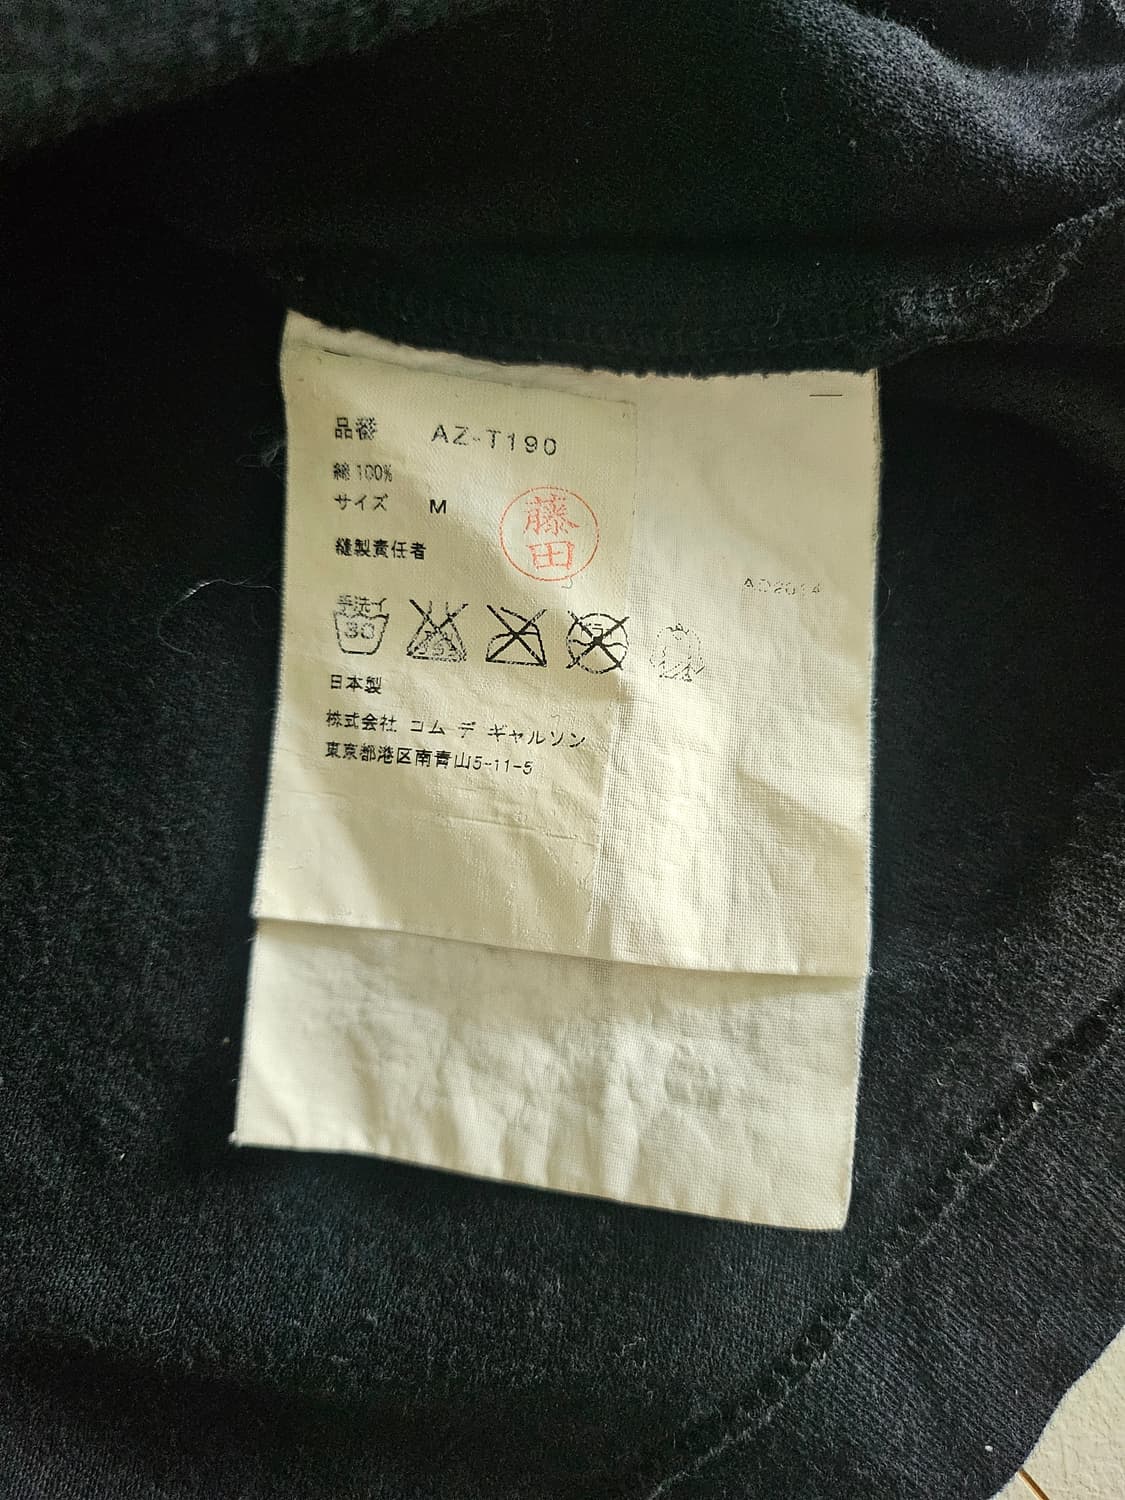 品番 AZ-T190
綿 100%
サイズ M
藤田
縫製責任者
AD2014
手洗イ
30
日本製
株式会社 コム デ ギャルソン
東京都港区南青山5-11-5